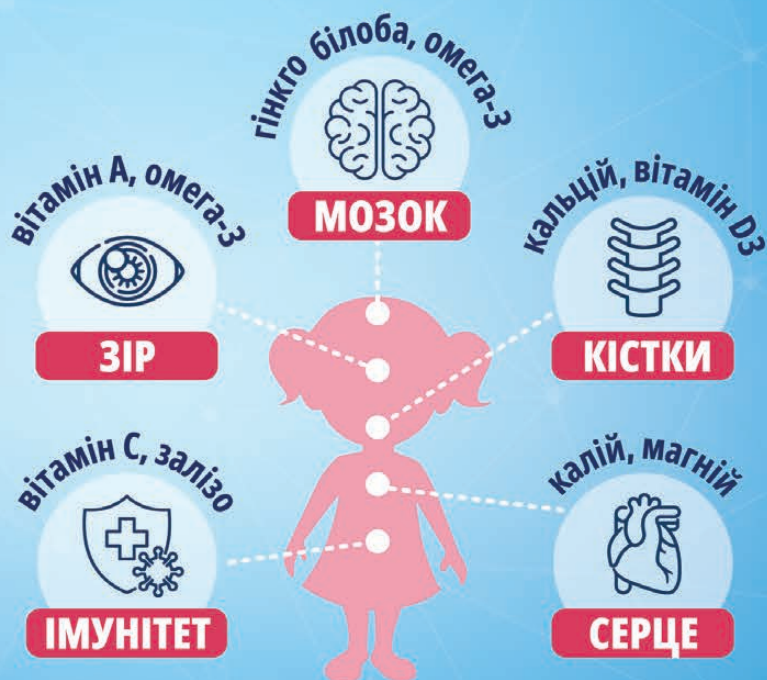 гінкго білоба, омега-3
МОЗОК
вітамін А, омега-3
ЗІР
кальцій, вітамін D3
КІСТКИ
вітамін С, залізо
ІМУНІТЕТ
калій, магній
СЕРЦЕ